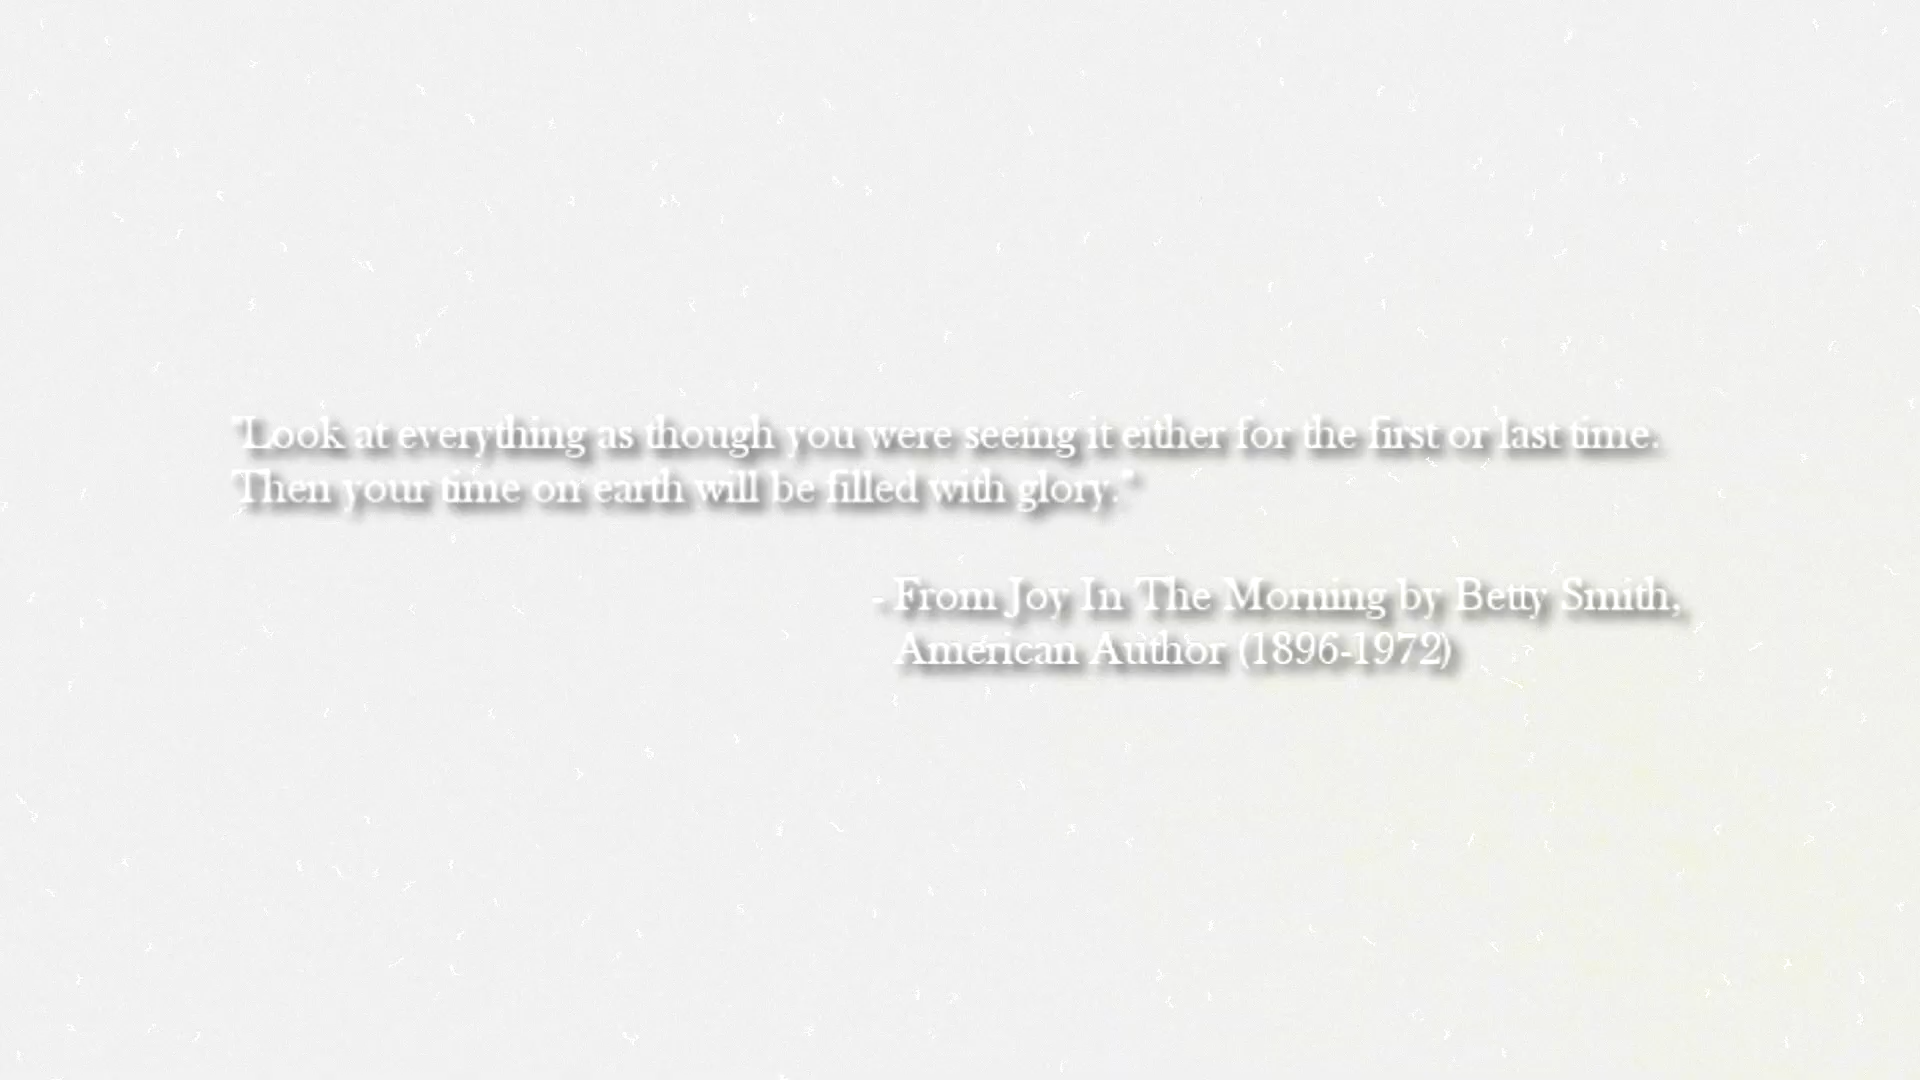 "Look at everything as though you were seeing it either for the first or last time.
Then your time on earth will be filled with glory."
- From Joy In The Morning by Betty Smith,
American Author (1896-1972)